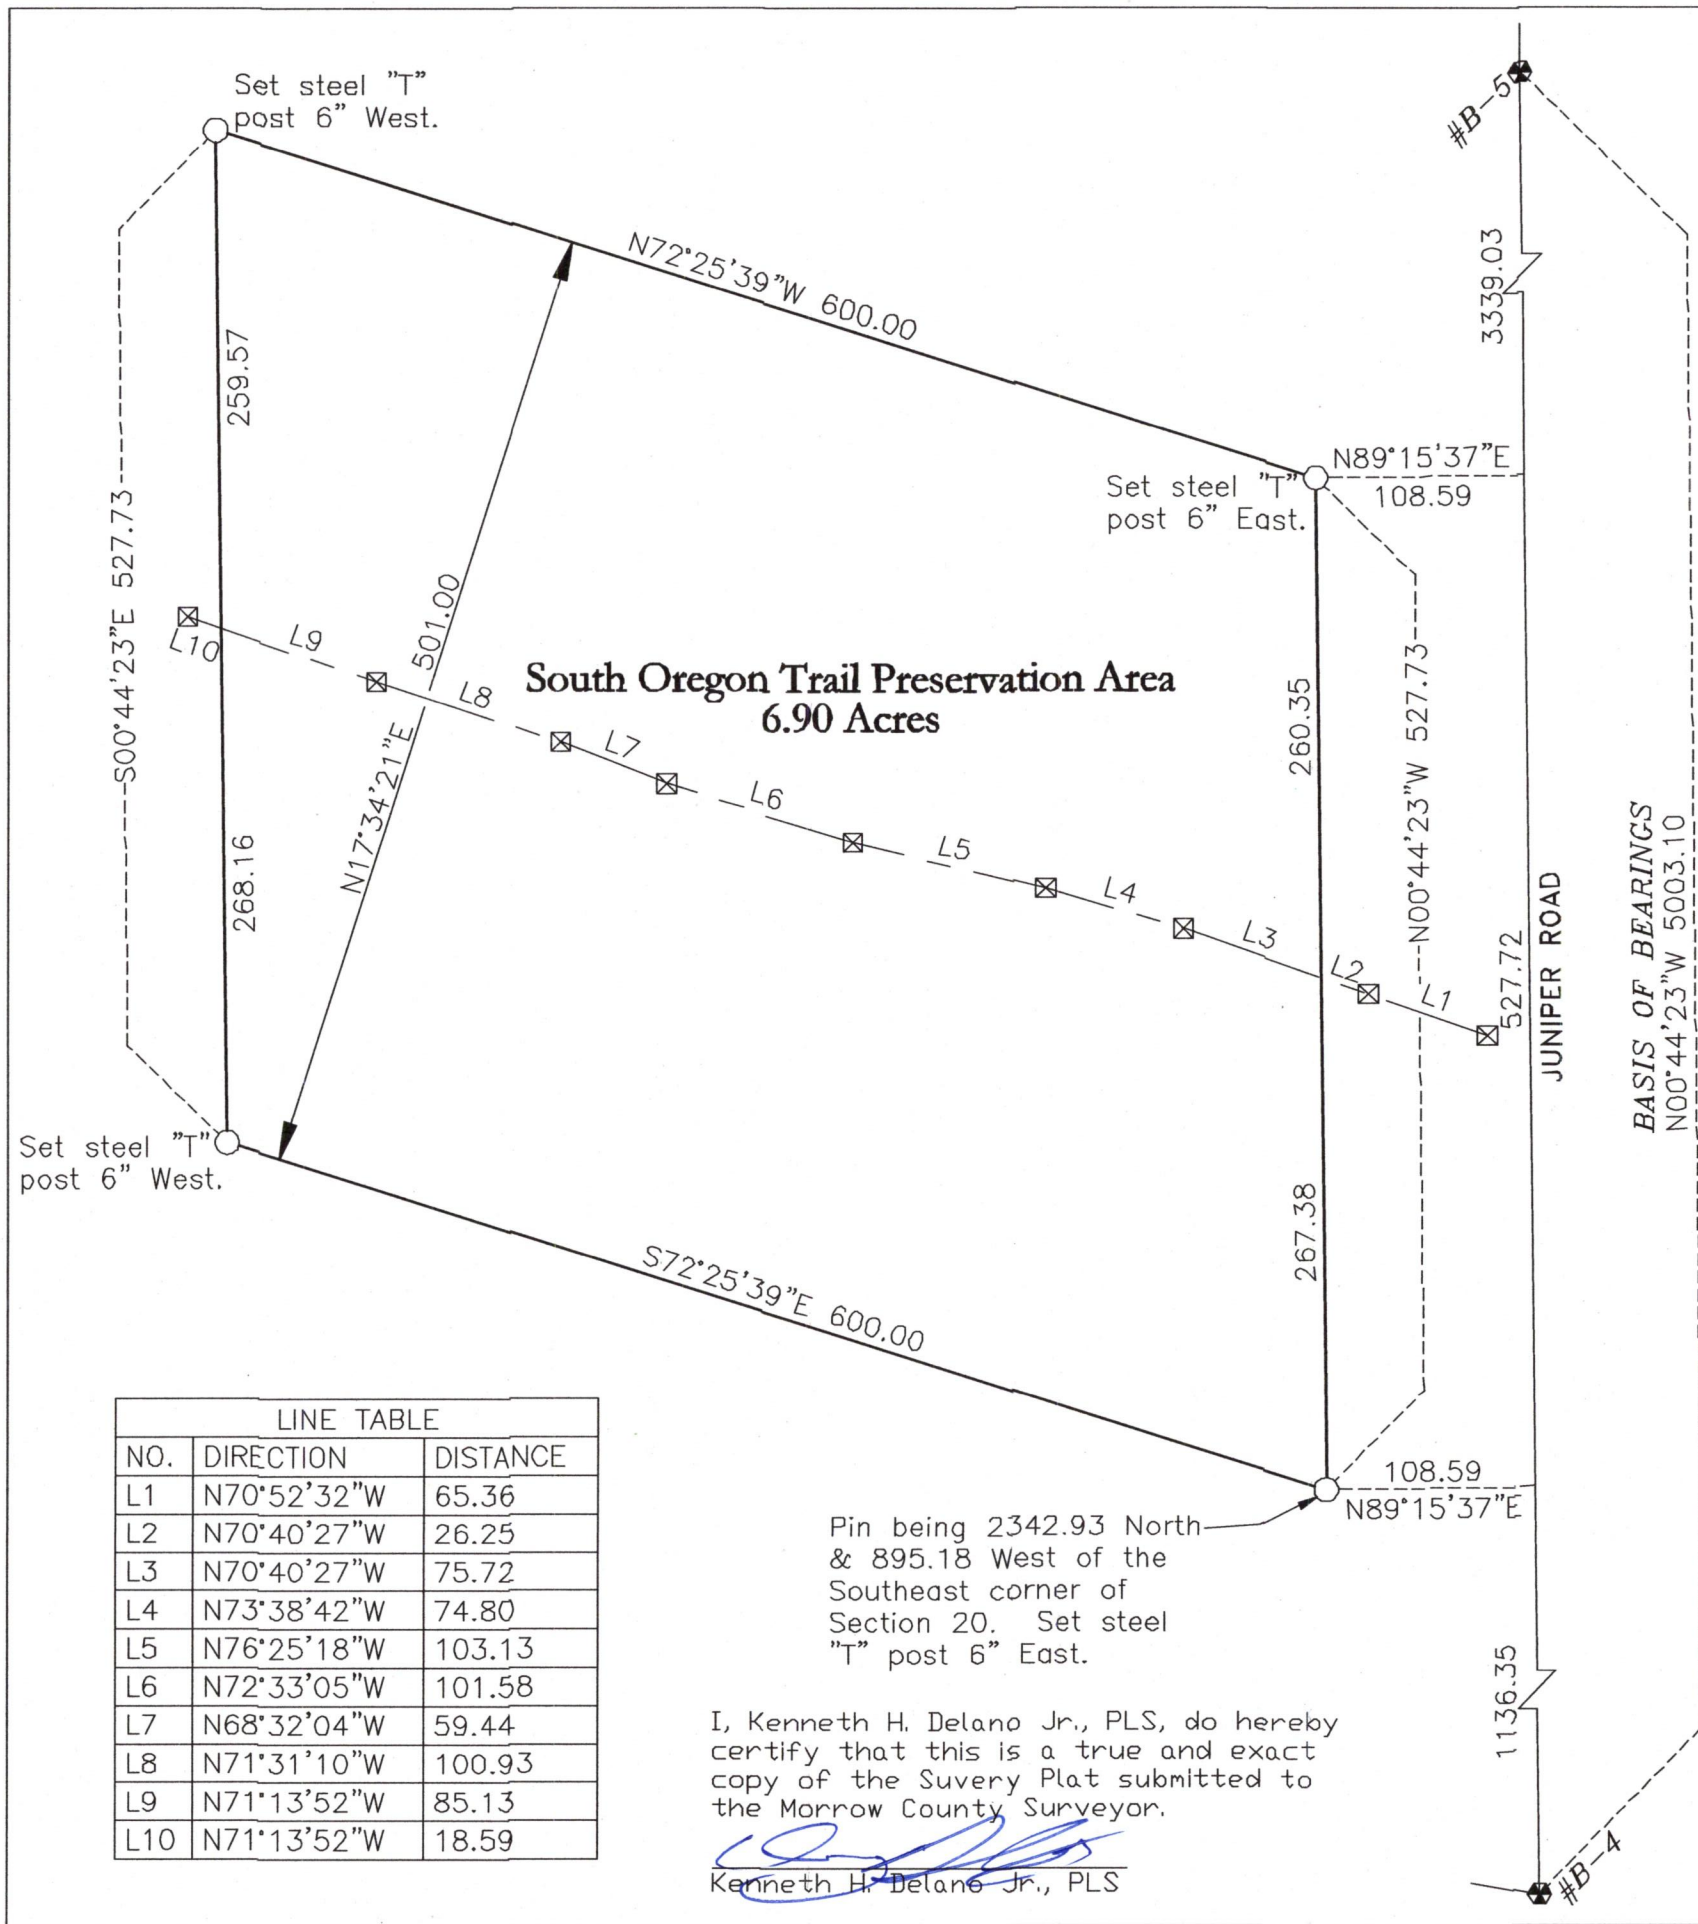 Set steel "T"
post 6" West.
#B-5
N72°25'39"W 600.00
3339.03
259.57
N89°15'37"E
108.59
Set steel "T"
post 6" East.
S00°44'23"E 527.73
501.00
N17°34'21"E
L10
L9
L8
L7
L6
L5
L4
L3
L2
L1
South Oregon Trail Preservation Area
6.90 Acres
260.35
N00°44'23"W 527.73
268.16
527.72
JUNIPER ROAD
BASIS OF BEARINGS
N00°44'23"W 5003.10
Set steel "T"
post 6" West.
267.38
S72°25'39"E 600.00
108.59
N89°15'37"E
LINE TABLE
NO. DIRECTION DISTANCE
L1 N70°52'32"W 65.36
L2 N70°40'27"W 26.25
L3 N70°40'27"W 75.72
L4 N73°38'42"W 74.80
L5 N76°25'18"W 103.13
L6 N72°33'05"W 101.58
L7 N68°32'04"W 59.44
L8 N71°31'10"W 100.93
L9 N71°13'52"W 85.13
L10 N71°13'52"W 18.59
Pin being 2342.93 North
& 895.18 West of the
Southeast corner of
Section 20. Set steel
"T" post 6" East.
1136.35
I, Kenneth H. Delano Jr., PLS, do hereby
certify that this is a true and exact
copy of the Suvery Plat submitted to
the Morrow County Surveyor.
Kenneth H. Delano Jr., PLS
#B-4